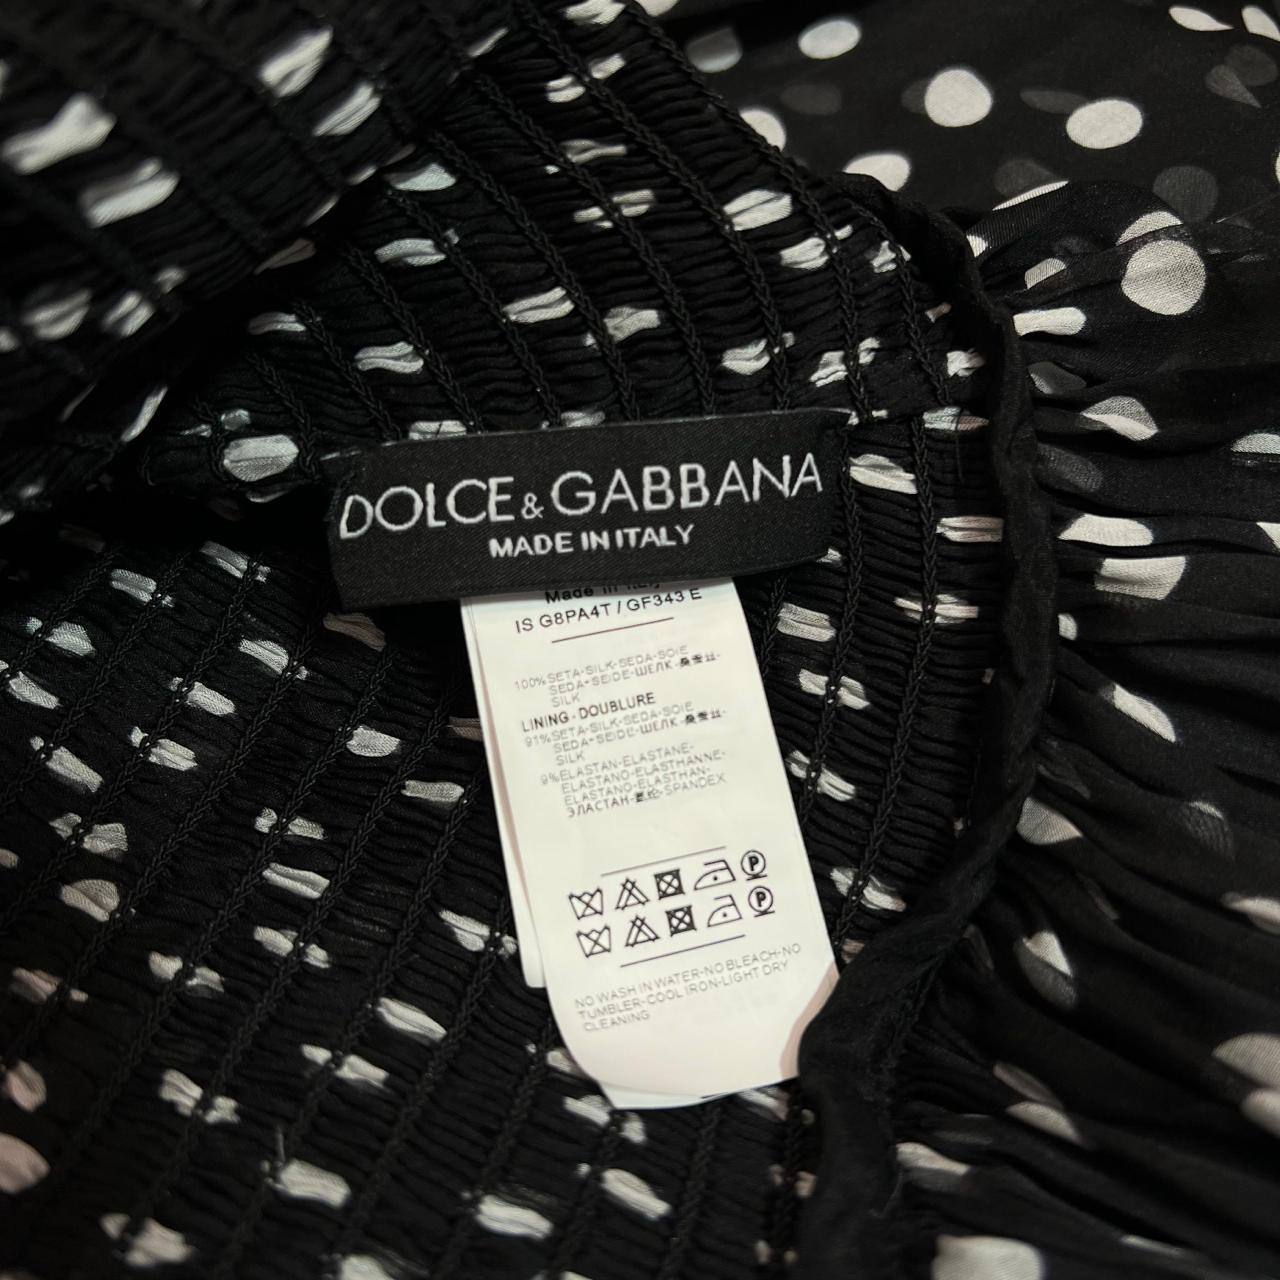 DOLCE & GABBANA
MADE IN ITALY
Made in Italy
IS G8PA4T / GF343 E
100%SETA-SILK-SEDA-SOIE
SEDA-SEIDE-ШЕЛК-桑蚕丝-
SILK
LINING - DOUBLURE
91%SETA-SILK-SEDA-SOIE
SEDA-SEIDE-ШЕЛК-桑蚕丝-
SILK
9%ELASTAN-ELASTANE-
ELASTANO-ELASTHANNE-
ELASTANO-ELASTHAN-
ЭЛАСТАН-氨纶-SPANDEX
P
P
NO WASH IN WATER-NO BLEACH-NO
TUMBLER-COOL IRON-LIGHT DRY
CLEANING